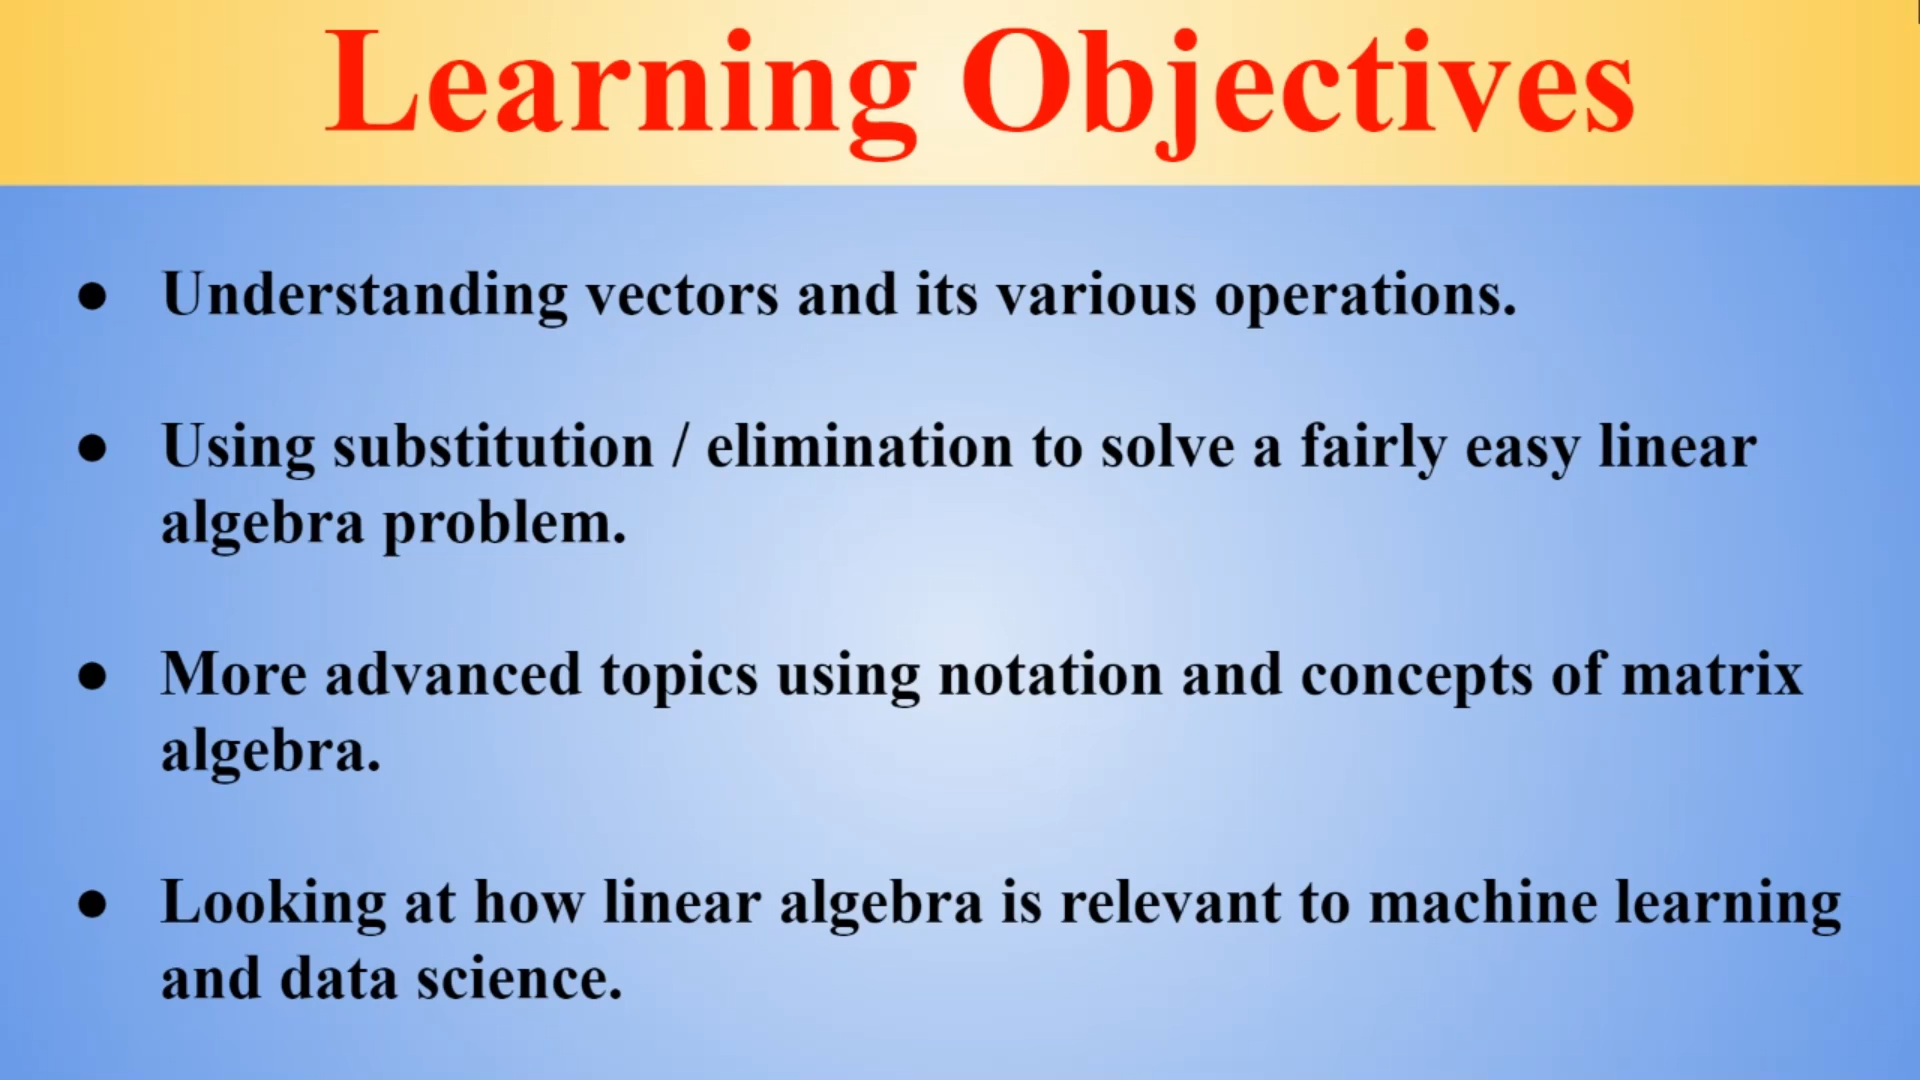 Learning Objectives
● Understanding vectors and its various operations.
● Using substitution / elimination to solve a fairly easy linear
algebra problem.
● More advanced topics using notation and concepts of matrix
algebra.
● Looking at how linear algebra is relevant to machine learning
and data science.